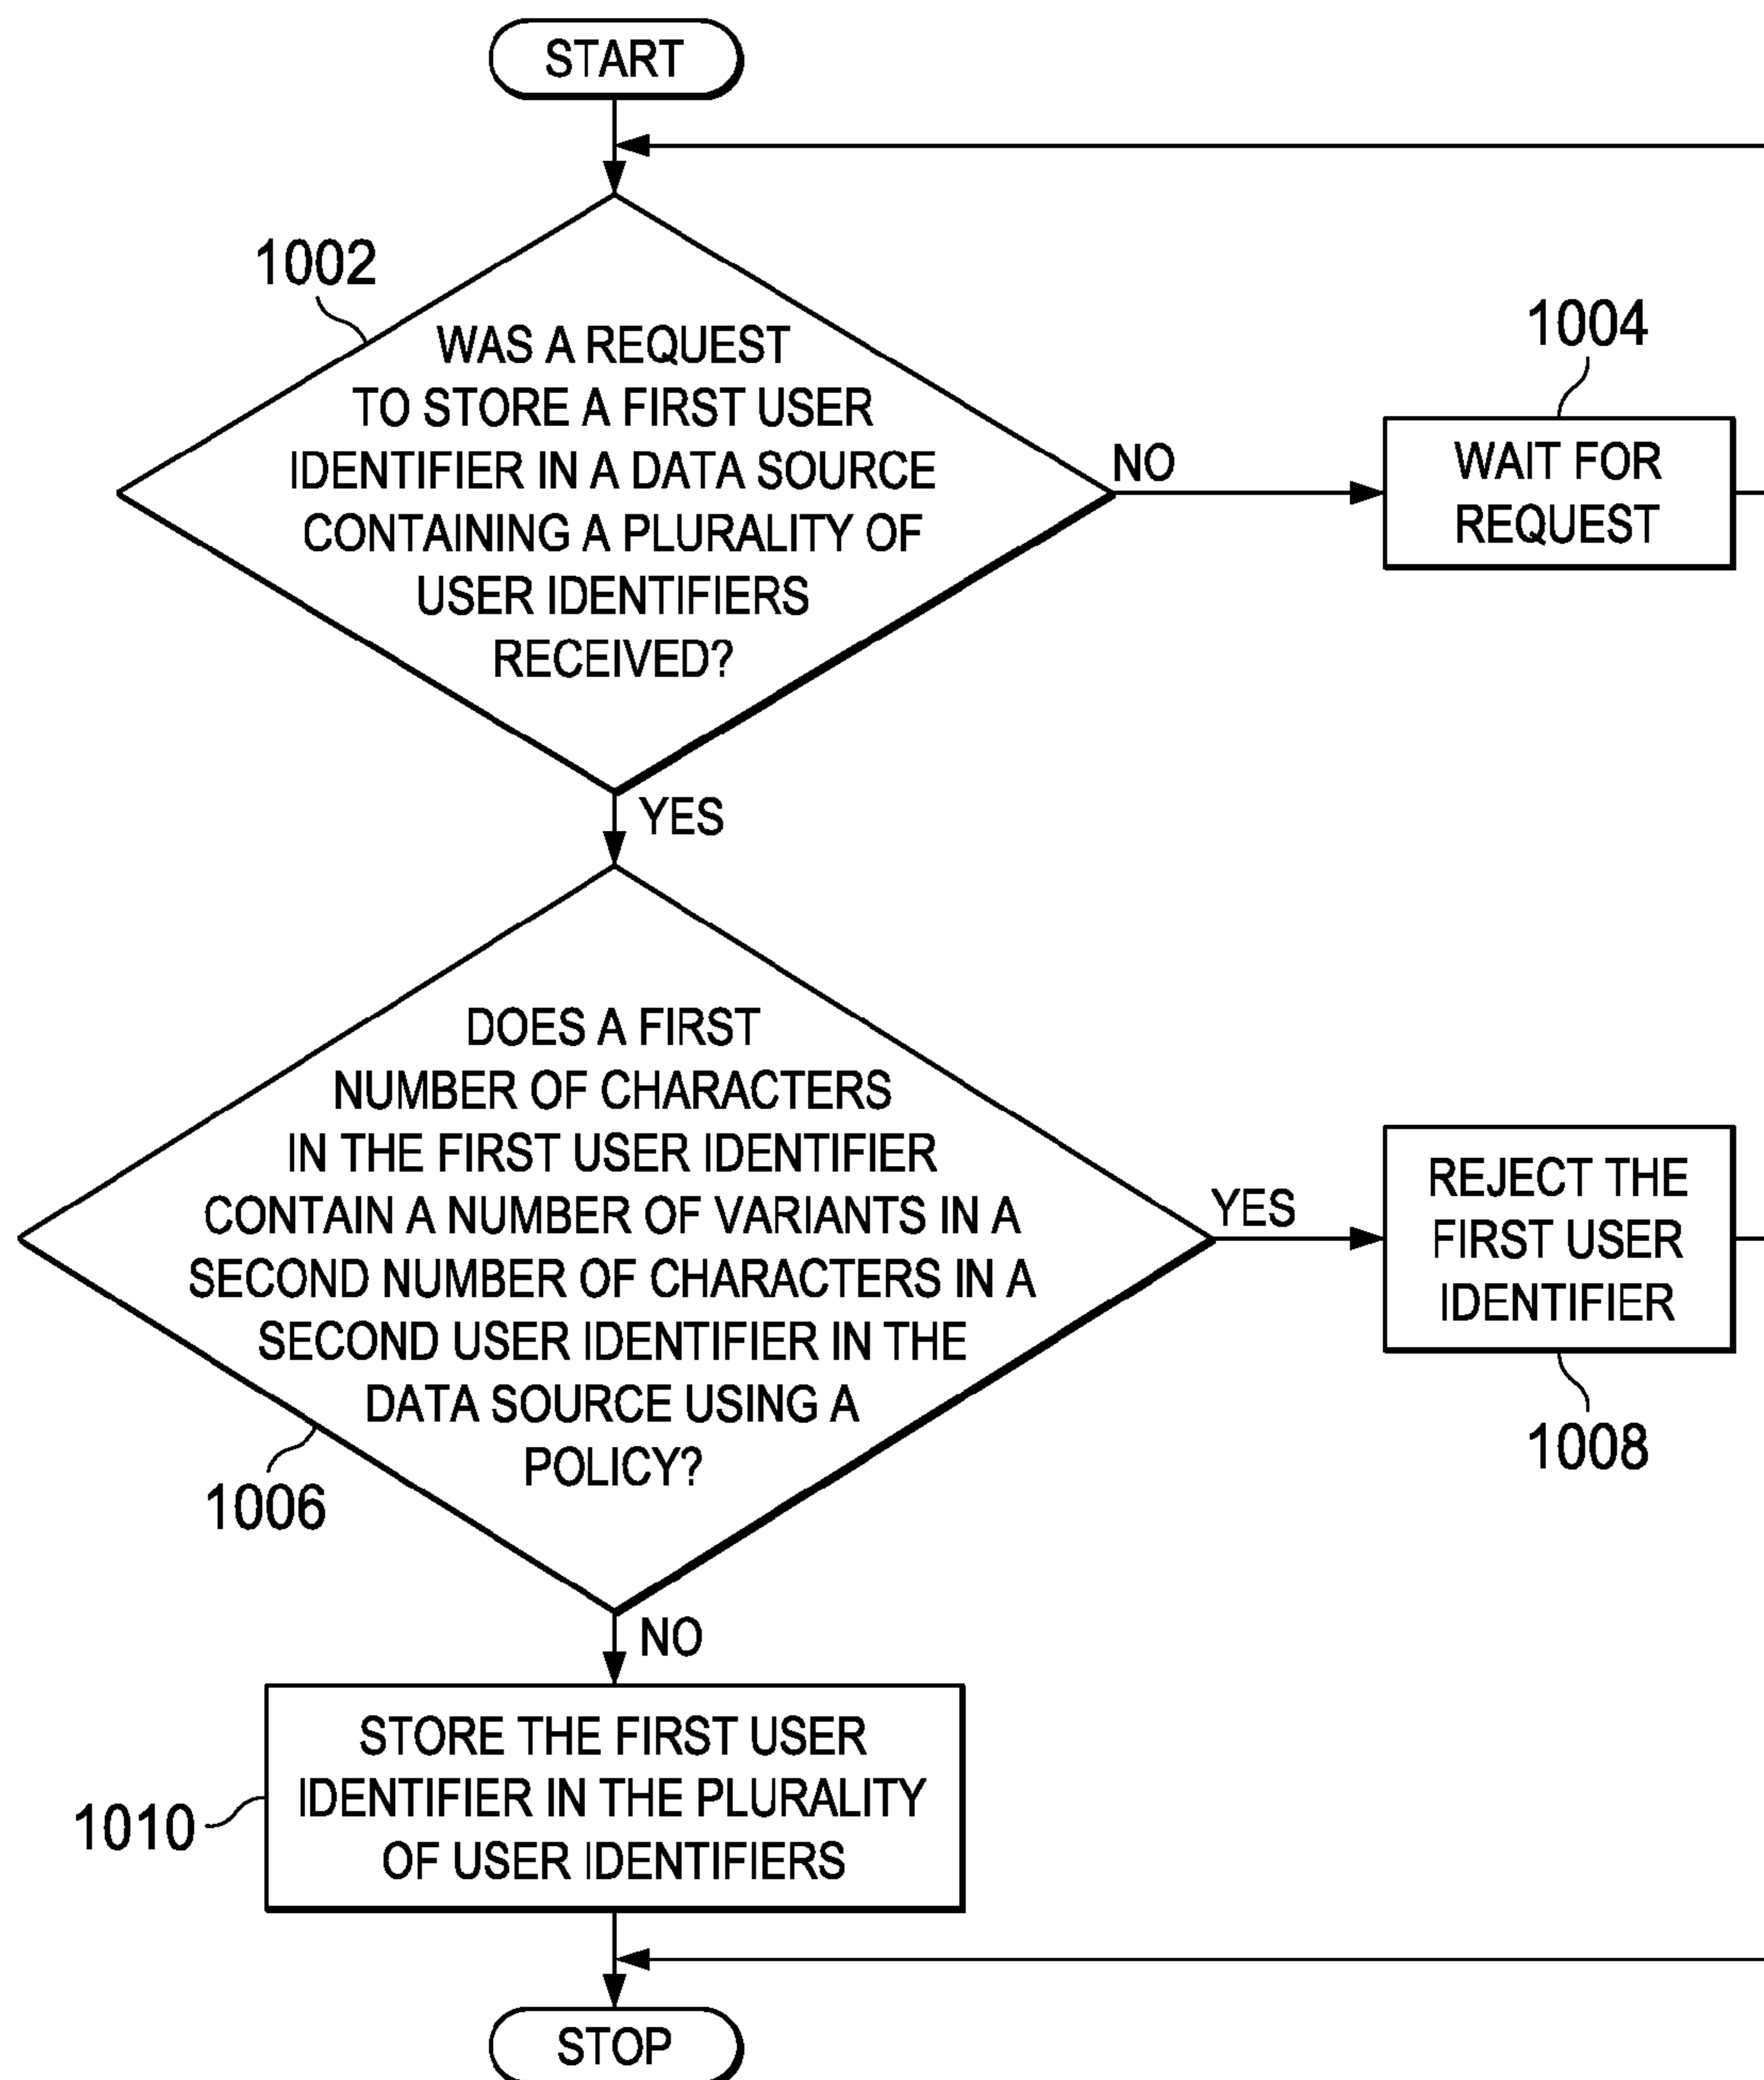 START
1002
WAS A REQUEST
TO STORE A FIRST USER
IDENTIFIER IN A DATA SOURCE
CONTAINING A PLURALITY OF
USER IDENTIFIERS
RECEIVED?
NO
1004
WAIT FOR
REQUEST
YES
DOES A FIRST
NUMBER OF CHARACTERS
IN THE FIRST USER IDENTIFIER
CONTAIN A NUMBER OF VARIANTS IN A
SECOND NUMBER OF CHARACTERS IN A
SECOND USER IDENTIFIER IN THE
DATA SOURCE USING A
POLICY?
1006
YES
REJECT THE
FIRST USER
IDENTIFIER
1008
NO
STORE THE FIRST USER
IDENTIFIER IN THE PLURALITY
OF USER IDENTIFIERS
1010
STOP